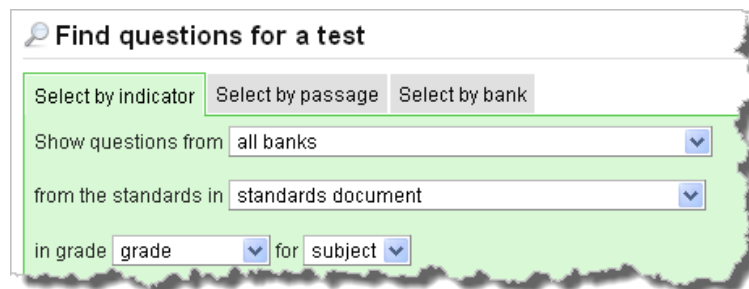 Find questions for a test
Select by indicator Select by passage Select by bank
Show questions from all banks
from the standards in standards document
in grade grade for subject